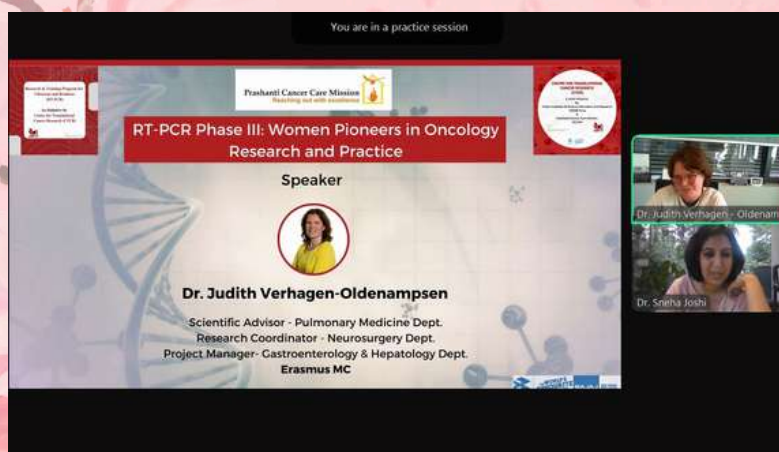 You are in a practice session
Prashanti Cancer Care Mission
Reaching out with excellence
RT-PCR Phase III: Women Pioneers in Oncology
Research and Practice
Speaker
Dr. Judith Verhagen-Oldenampsen
Scientific Advisor - Pulmonary Medicine Dept.
Research Coordinator - Neurosurgery Dept.
Project Manager- Gastroenterology & Hepatology Dept.
Erasmus MC
Dr. Judith Verhagen - Oldenam
Dr. Sneha Joshi